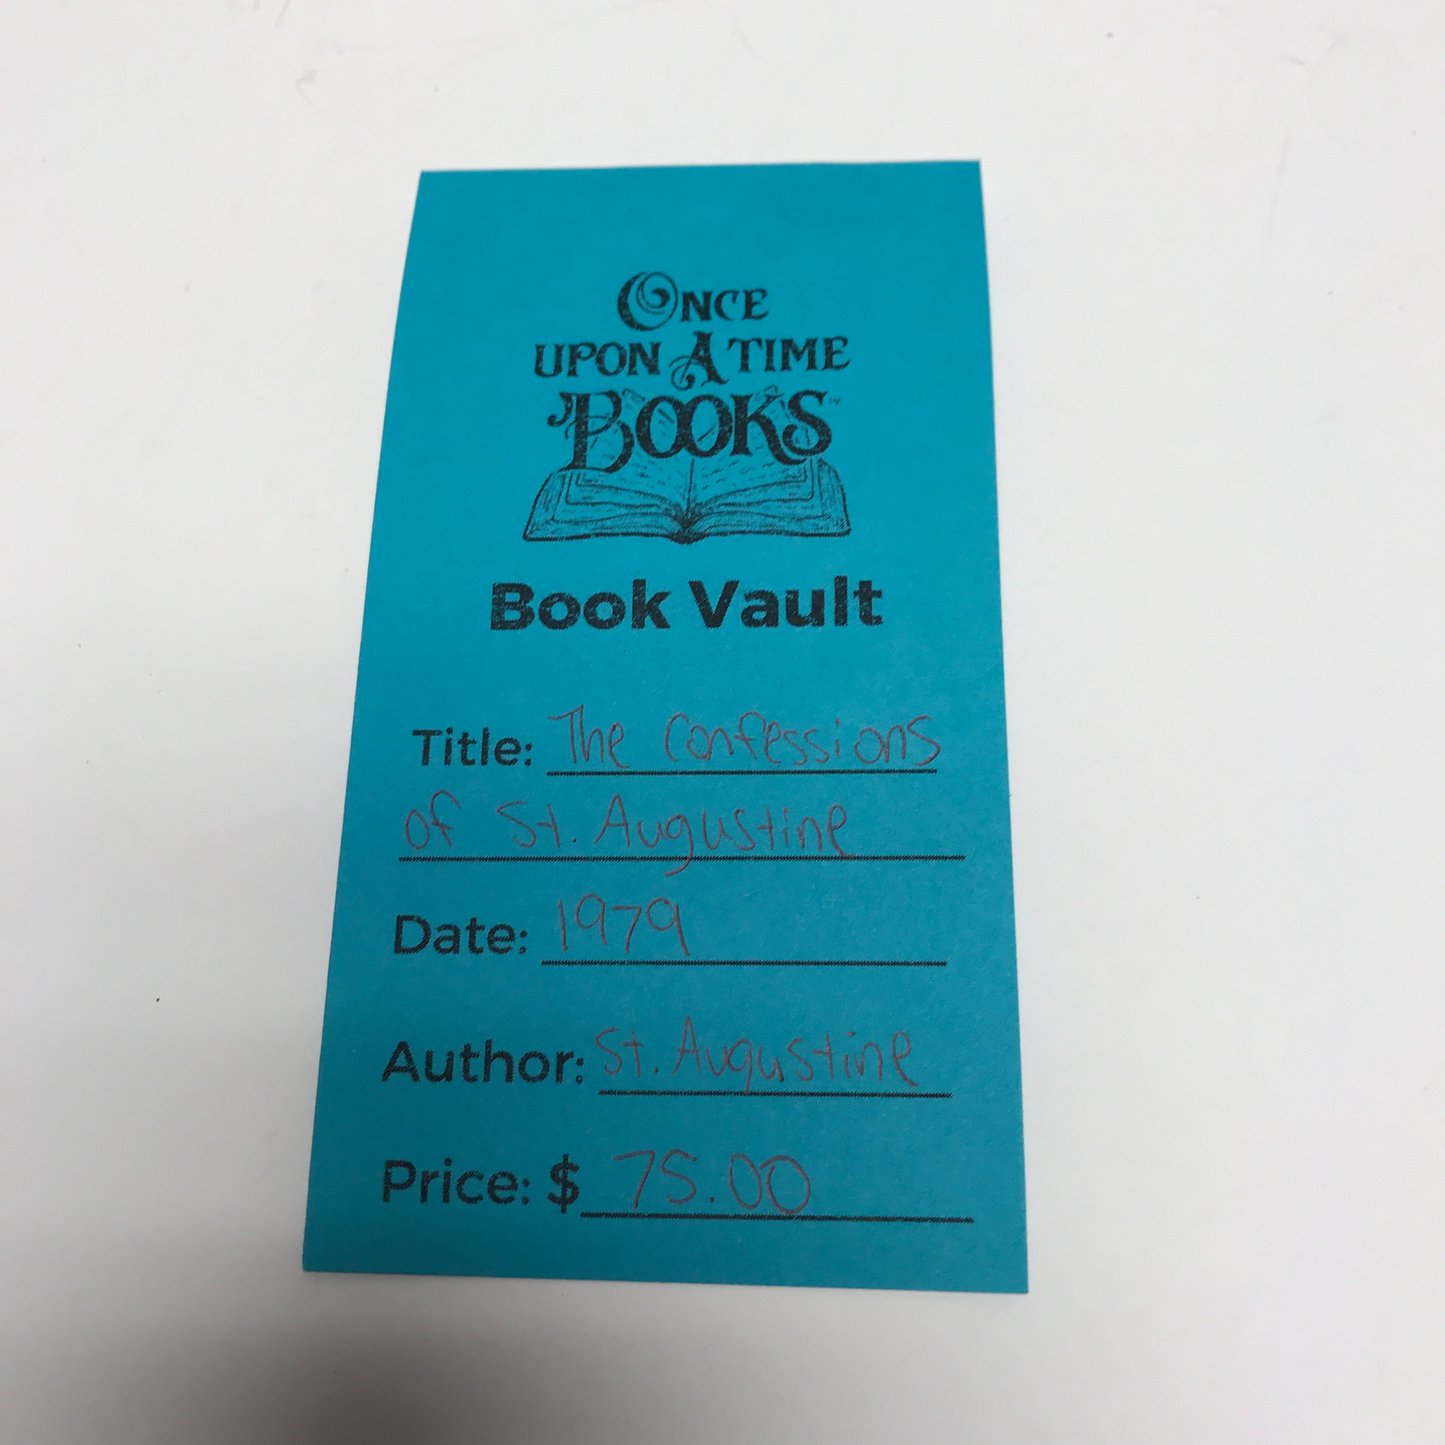 ONCE
UPON A TIME
BOOKS™
Book Vault
Title: The Confessions
of St. Augustine
Date: 1979
Author: St. Augustine
Price: $ 75.00